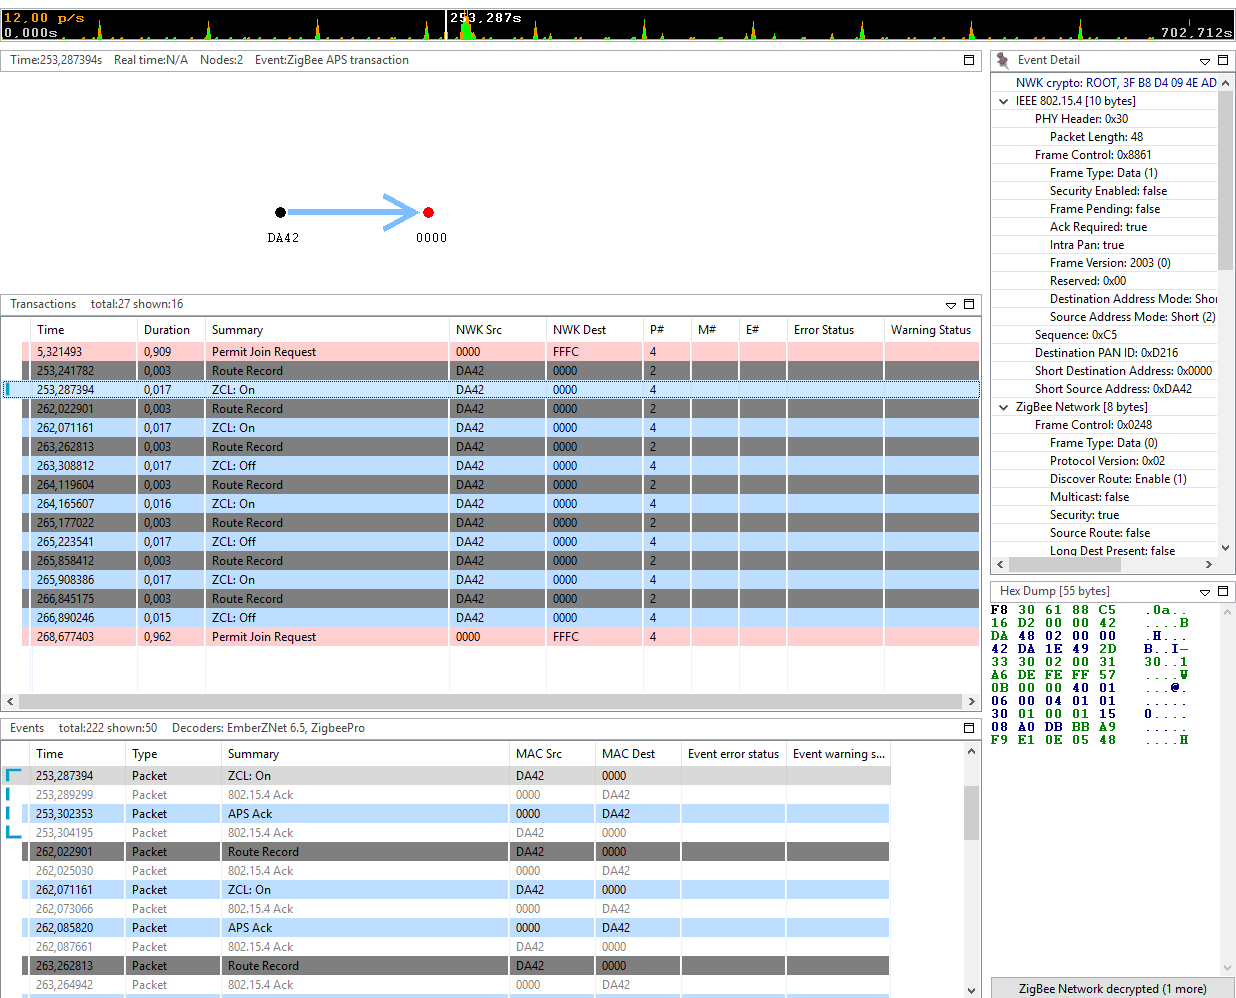 12,00 p/s
253,287s
0,000s
702,712s
Time:253,287394s Real time:N/A Nodes:2 Event:ZigBee APS transaction
DA42
0000
Transactions total:27 shown:16
Time Duration Summary NWK Src NWK Dest P# M# E# Error Status Warning Status
5,321493 0,909 Permit Join Request 0000 FFFC 4
253,241782 0,003 Route Record DA42 0000 2
253,287394 0,017 ZCL: On DA42 0000 4
262,022901 0,003 Route Record DA42 0000 2
262,071161 0,017 ZCL: On DA42 0000 4
263,262813 0,003 Route Record DA42 0000 2
263,308812 0,017 ZCL: Off DA42 0000 4
264,119604 0,003 Route Record DA42 0000 2
264,165607 0,016 ZCL: On DA42 0000 4
265,177022 0,003 Route Record DA42 0000 2
265,223541 0,017 ZCL: Off DA42 0000 4
265,858412 0,003 Route Record DA42 0000 2
265,908386 0,017 ZCL: On DA42 0000 4
266,845175 0,003 Route Record DA42 0000 2
266,890246 0,015 ZCL: Off DA42 0000 4
268,677403 0,962 Permit Join Request 0000 FFFC 4
Events total:222 shown:50 Decoders: EmberZNet 6.5, ZigbeePro
Time Type Summary MAC Src MAC Dest Event error status Event warning s...
253,287394 Packet ZCL: On DA42 0000
253,289299 Packet 802.15.4 Ack 0000 DA42
253,302353 Packet APS Ack 0000 DA42
253,304195 Packet 802.15.4 Ack DA42 0000
262,022901 Packet Route Record DA42 0000
262,025030 Packet 802.15.4 Ack 0000 DA42
262,071161 Packet ZCL: On DA42 0000
262,073066 Packet 802.15.4 Ack 0000 DA42
262,085820 Packet APS Ack 0000 DA42
262,087661 Packet 802.15.4 Ack DA42 0000
263,262813 Packet Route Record DA42 0000
263,264942 Packet 802.15.4 Ack 0000 DA42
Event Detail
NWK crypto: ROOT, 3F B8 D4 09 4E AD
IEEE 802.15.4 [10 bytes]
PHY Header: 0x30
Packet Length: 48
Frame Control: 0x8861
Frame Type: Data (1)
Security Enabled: false
Frame Pending: false
Ack Required: true
Intra Pan: true
Frame Version: 2003 (0)
Reserved: 0x00
Destination Address Mode: Shor
Source Address Mode: Short (2)
Sequence: 0xC5
Destination PAN ID: 0xD216
Short Destination Address: 0x0000
Short Source Address: 0xDA42
ZigBee Network [8 bytes]
Frame Control: 0x0248
Frame Type: Data (0)
Protocol Version: 0x02
Discover Route: Enable (1)
Multicast: false
Security: true
Source Route: false
Long Dest Present: false
Hex Dump [55 bytes]
F8 30 61 88 C5 .0a..
16 D2 00 00 42 ....B
DA 48 02 00 00 .H...
42 DA 1E 49 2D B..I-
33 30 02 00 31 30..1
A6 DE FE FF 57 ....W
0B 00 00 40 01 ...@.
06 00 04 01 01 .....
30 01 00 01 15 0....
08 A0 DB BB A9 .....
F9 E1 0E 05 48 ....H
ZigBee Network decrypted (1 more)